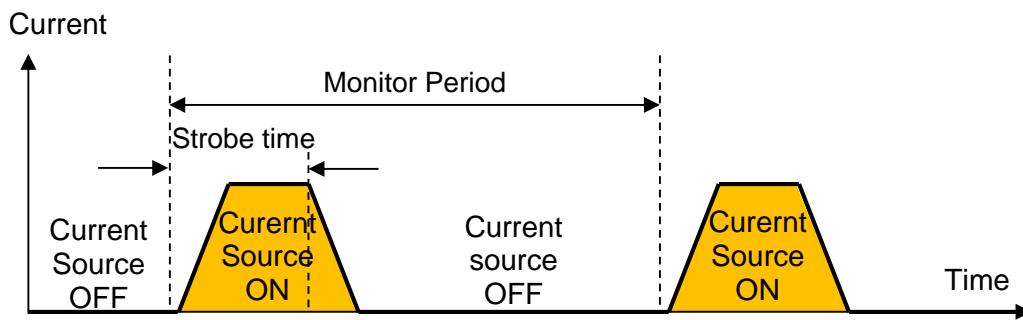 Current
Monitor Period
Strobe time
Current
Source
OFF
Curernt
Source
ON
Current
source
OFF
Curernt
Source
ON
Time